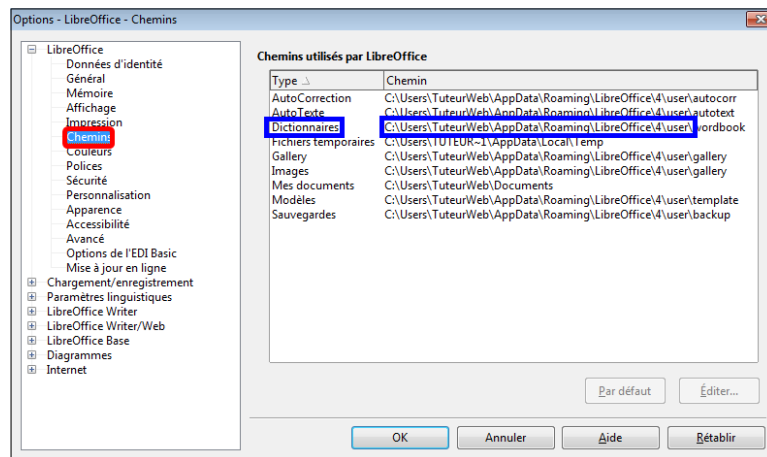 Options - LibreOffice - Chemins
LibreOffice
Données d'identité
Général
Mémoire
Affichage
Impression
Chemins
Couleurs
Polices
Sécurité
Personnalisation
Apparence
Accessibilité
Avancé
Options de l'EDI Basic
Mise à jour en ligne
Chargement/enregistrement
Paramètres linguistiques
LibreOffice Writer
LibreOffice Writer/Web
LibreOffice Base
Diagrammes
Internet
Chemins utilisés par LibreOffice
Type Chemin
AutoCorrection C:\Users\TuteurWeb\AppData\Roaming\LibreOffice\4\user\autocorr
AutoTexte C:\Users\TuteurWeb\AppData\Roaming\LibreOffice\4\user\autotext
Dictionnaires C:\Users\TuteurWeb\AppData\Roaming\LibreOffice\4\user\wordbook
Fichiers temporaires C:\Users\TUTEUR~1\AppData\Local\Temp
Gallery C:\Users\TuteurWeb\AppData\Roaming\LibreOffice\4\user\gallery
Images C:\Users\TuteurWeb\AppData\Roaming\LibreOffice\4\user\gallery
Mes documents C:\Users\TuteurWeb\Documents
Modèles C:\Users\TuteurWeb\AppData\Roaming\LibreOffice\4\user\template
Sauvegardes C:\Users\TuteurWeb\AppData\Roaming\LibreOffice\4\user\backup
Par défaut Éditer...
OK Annuler Aide Rétablir